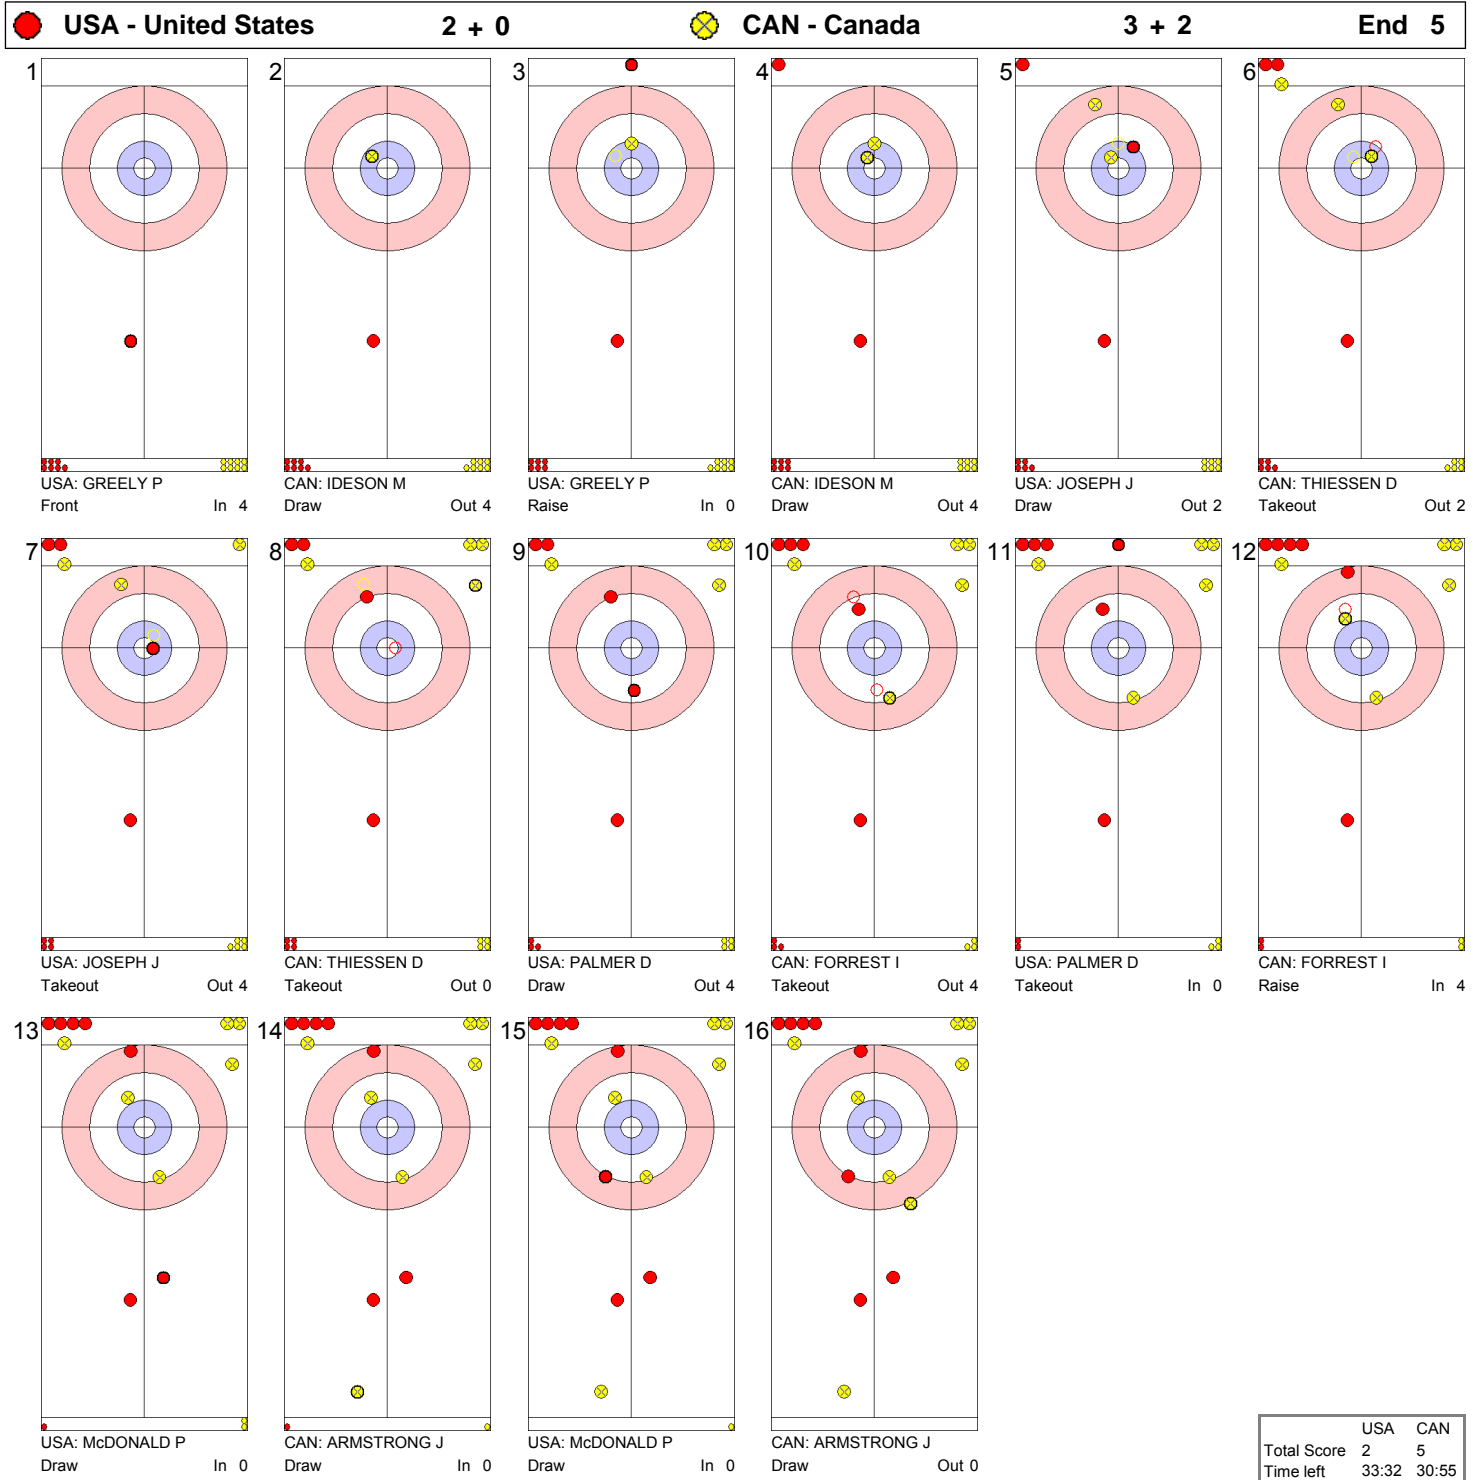 USA - United States 2 + 0 CAN - Canada 3 + 2 End 5
1 2 3 4 5 6
USA: GREELY P CAN: IDESON M USA: GREELY P CAN: IDESON M USA: JOSEPH J CAN: THIESSEN D
Front In 4 Draw Out 4 Raise In 0 Draw Out 4 Draw Out 2 Takeout Out 2
7 8 9 10 11 12
USA: JOSEPH J CAN: THIESSEN D USA: PALMER D CAN: FORREST I USA: PALMER D CAN: FORREST I
Takeout Out 4 Takeout Out 0 Draw Out 4 Takeout Out 4 Takeout In 0 Raise In 4
13 14 15 16
USA: McDONALD P CAN: ARMSTRONG J USA: McDONALD P CAN: ARMSTRONG J
Draw In 0 Draw In 0 Draw In 0 Draw Out 0
USA CAN
Total Score 2 5
Time left 33:32 30:55